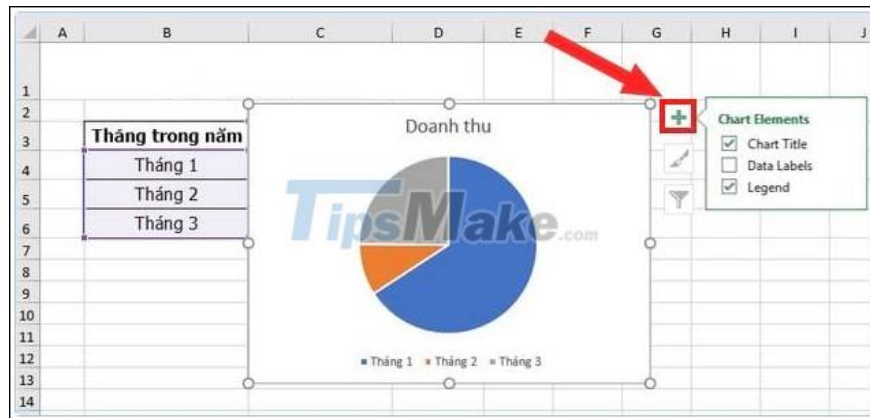 A B C D E F G H I J
1
2
3
4
5
6
7
8
9
10
11
12
13
14
Tháng trong năm
Tháng 1
Tháng 2
Tháng 3
Doanh thu
TipsMake.com
Tháng 1 Tháng 2 Tháng 3
Chart Elements
Chart Title
Data Labels
Legend